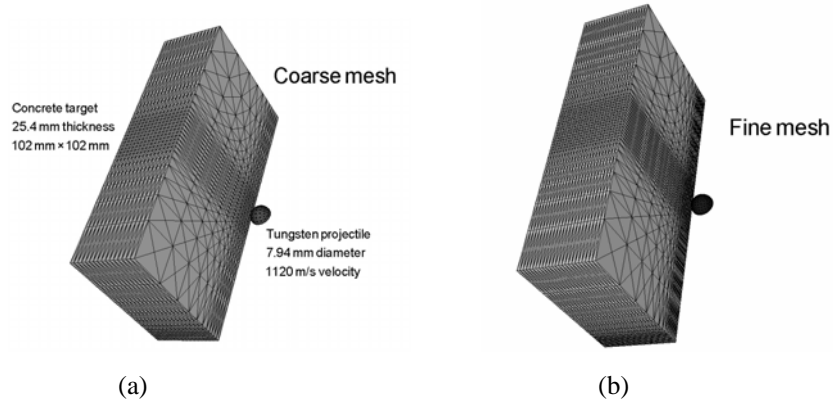 Coarse mesh
Concrete target
25.4 mm thickness
102 mm × 102 mm
Tungsten projectile
7.94 mm diameter
1120 m/s velocity
Fine mesh
(a)
(b)